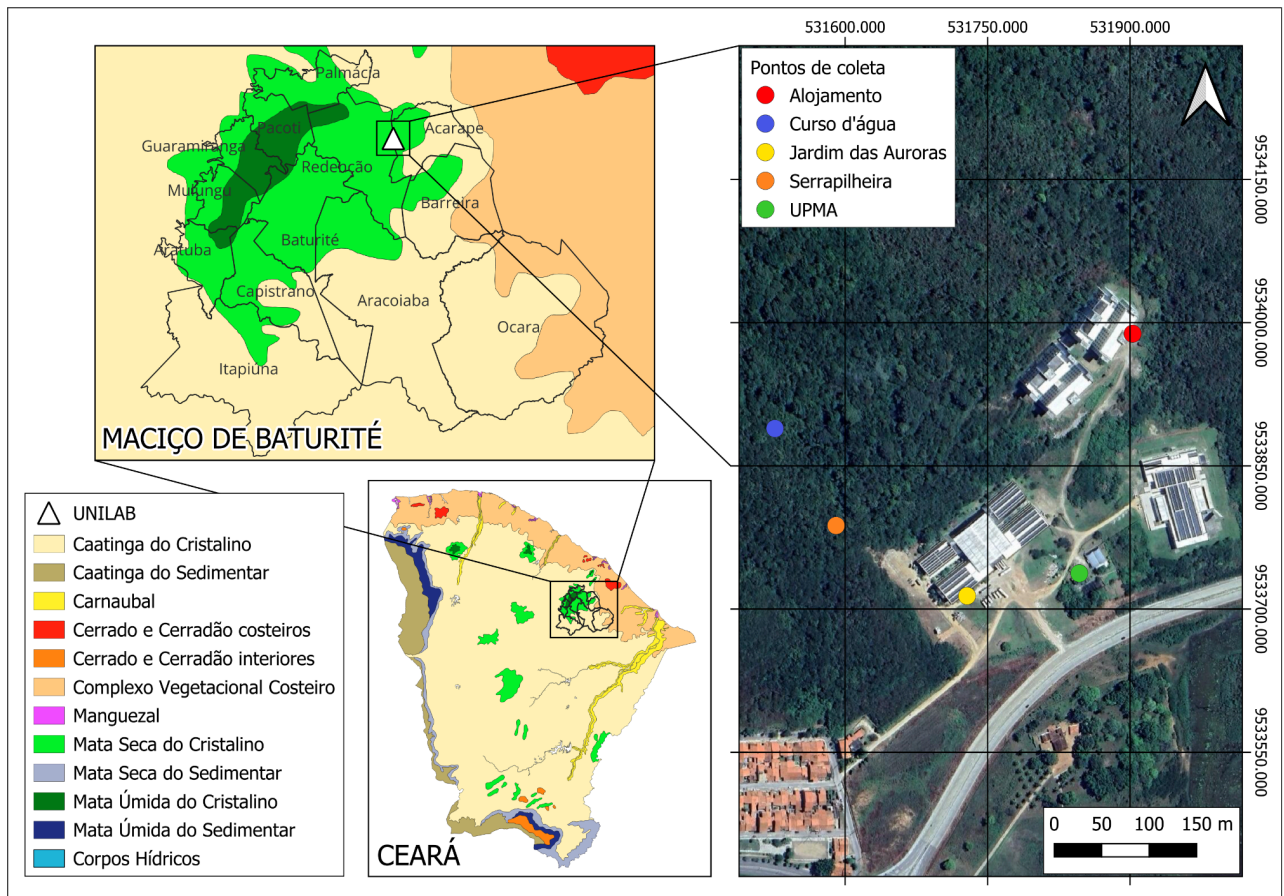 531600.000 531750.000 531900.000
Palmácia
Pacoti
Acarape
Guaramiranga
Redenção
Mulungu
Barreira
Aratuba
Baturité
Capistrano
Aracoiaba
Ocara
Itapiúna
MACIÇO DE BATURITÉ
Pontos de coleta
Alojamento
Curso d'água
Jardim das Auroras
Serrapilheira
UPMA
9534150.000
9534000.000
9533850.000
9533700.000
9533550.000
0 50 100 150 m
UNILAB
Caatinga do Cristalino
Caatinga do Sedimentar
Carnaubal
Cerrado e Cerradão costeiros
Cerrado e Cerradão interiores
Complexo Vegetacional Costeiro
Manguezal
Mata Seca do Cristalino
Mata Seca do Sedimentar
Mata Úmida do Cristalino
Mata Úmida do Sedimentar
Corpos Hídricos
CEARÁ